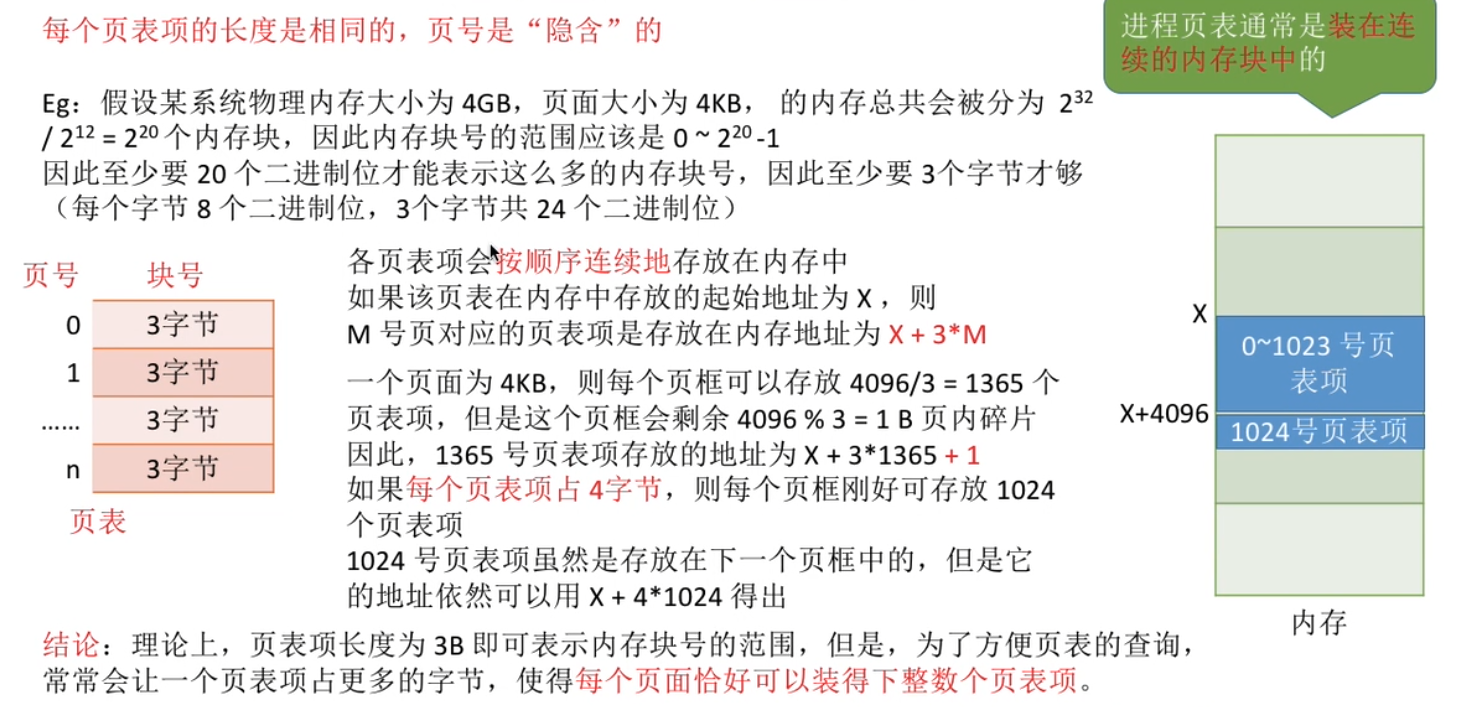 每个页表项的长度是相同的，页号是“隐含”的
进程页表通常是装在连
续的内存块中的
Eg：假设某系统物理内存大小为 4GB，页面大小为 4KB， 的内存总共会被分为 2³²
/ 2¹² = 2²⁰ 个内存块，因此内存块号的范围应该是 0 ~ 2²⁰ -1
因此至少要 20 个二进制位才能表示这么多的内存块号，因此至少要 3个字节才够
（每个字节 8 个二进制位，3个字节共 24 个二进制位）
页号 块号
0 3字节
1 3字节
…… 3字节
n 3字节
页表
各页表项会按顺序连续地存放在内存中
如果该页表在内存中存放的起始地址为 X ，则
M 号页对应的页表项是存放在内存地址为 X + 3*M
一个页面为 4KB，则每个页框可以存放 4096/3 = 1365 个
页表项，但是这个页框会剩余 4096 % 3 = 1 B 页内碎片
因此，1365 号页表项存放的地址为 X + 3*1365 + 1
如果每个页表项占 4字节，则每个页框刚好可存放 1024
个页表项
1024 号页表项虽然是存放在下一个页框中的，但是它
的地址依然可以用 X + 4*1024 得出
X
0~1023 号页
表项
X+4096
1024号页表项
内存
结论：理论上，页表项长度为 3B 即可表示内存块号的范围，但是，为了方便页表的查询，
常常会让一个页表项占更多的字节，使得每个页面恰好可以装得下整数个页表项。